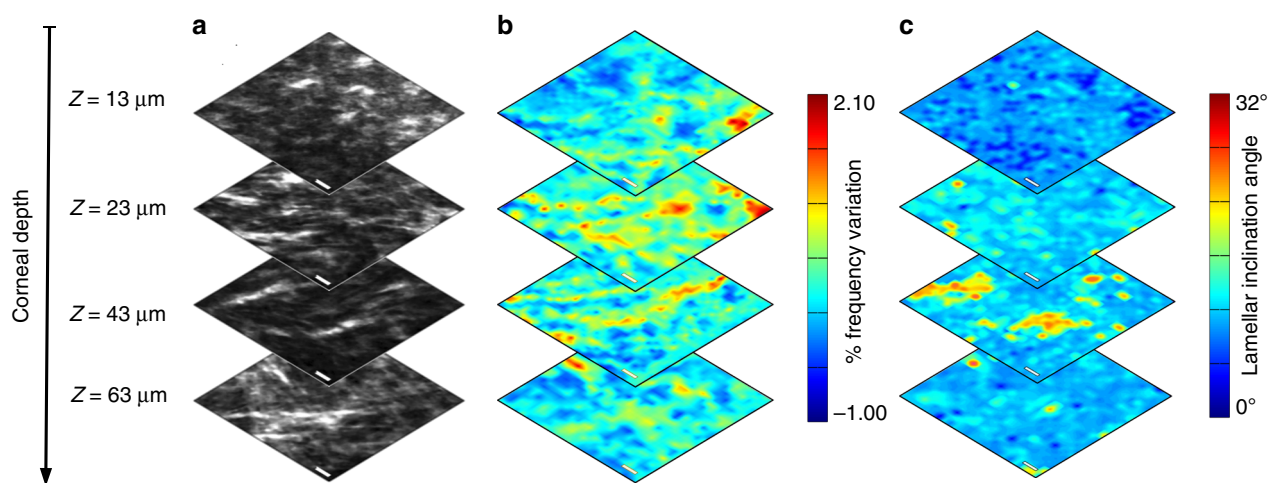 a
b
c
Corneal depth
Z = 13 μm
Z = 23 μm
Z = 43 μm
Z = 63 μm
2.10
% frequency variation
–1.00
32°
Lamellar inclination angle
0°